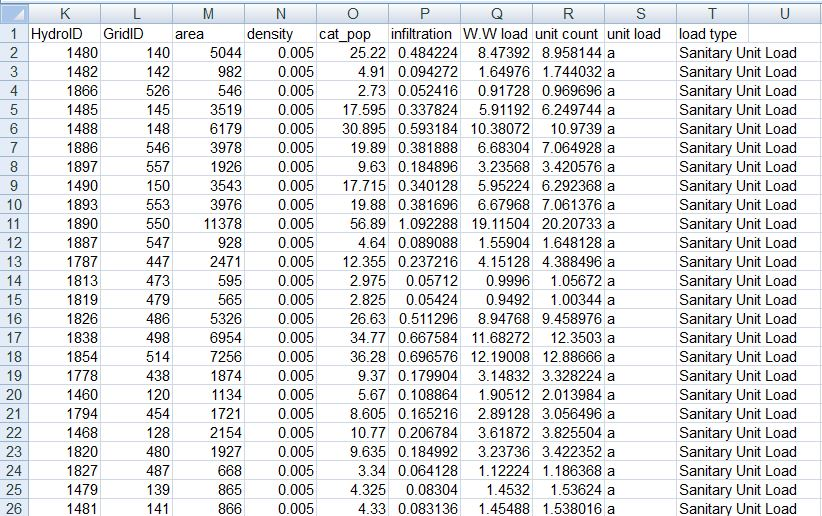 K L M N O P Q R S T U
1 HydroID GridID area density cat_pop infiltration W.W load unit count unit load load type
2 1480 140 5044 0.005 25.22 0.484224 8.47392 8.958144 a Sanitary Unit Load
3 1482 142 982 0.005 4.91 0.094272 1.64976 1.744032 a Sanitary Unit Load
4 1866 526 546 0.005 2.73 0.052416 0.91728 0.969696 a Sanitary Unit Load
5 1485 145 3519 0.005 17.595 0.337824 5.91192 6.249744 a Sanitary Unit Load
6 1488 148 6179 0.005 30.895 0.593184 10.38072 10.9739 a Sanitary Unit Load
7 1886 546 3978 0.005 19.89 0.381888 6.68304 7.064928 a Sanitary Unit Load
8 1897 557 1926 0.005 9.63 0.184896 3.23568 3.420576 a Sanitary Unit Load
9 1490 150 3543 0.005 17.715 0.340128 5.95224 6.292368 a Sanitary Unit Load
10 1893 553 3976 0.005 19.88 0.381696 6.67968 7.061376 a Sanitary Unit Load
11 1890 550 11378 0.005 56.89 1.092288 19.11504 20.20733 a Sanitary Unit Load
12 1887 547 928 0.005 4.64 0.089088 1.55904 1.648128 a Sanitary Unit Load
13 1787 447 2471 0.005 12.355 0.237216 4.15128 4.388496 a Sanitary Unit Load
14 1813 473 595 0.005 2.975 0.05712 0.9996 1.05672 a Sanitary Unit Load
15 1819 479 565 0.005 2.825 0.05424 0.9492 1.00344 a Sanitary Unit Load
16 1826 486 5326 0.005 26.63 0.511296 8.94768 9.458976 a Sanitary Unit Load
17 1838 498 6954 0.005 34.77 0.667584 11.68272 12.3503 a Sanitary Unit Load
18 1854 514 7256 0.005 36.28 0.696576 12.19008 12.88666 a Sanitary Unit Load
19 1778 438 1874 0.005 9.37 0.179904 3.14832 3.328224 a Sanitary Unit Load
20 1460 120 1134 0.005 5.67 0.108864 1.90512 2.013984 a Sanitary Unit Load
21 1794 454 1721 0.005 8.605 0.165216 2.89128 3.056496 a Sanitary Unit Load
22 1468 128 2154 0.005 10.77 0.206784 3.61872 3.825504 a Sanitary Unit Load
23 1820 480 1927 0.005 9.635 0.184992 3.23736 3.422352 a Sanitary Unit Load
24 1827 487 668 0.005 3.34 0.064128 1.12224 1.186368 a Sanitary Unit Load
25 1479 139 865 0.005 4.325 0.08304 1.4532 1.53624 a Sanitary Unit Load
26 1481 141 866 0.005 4.33 0.083136 1.45488 1.538016 a Sanitary Unit Load